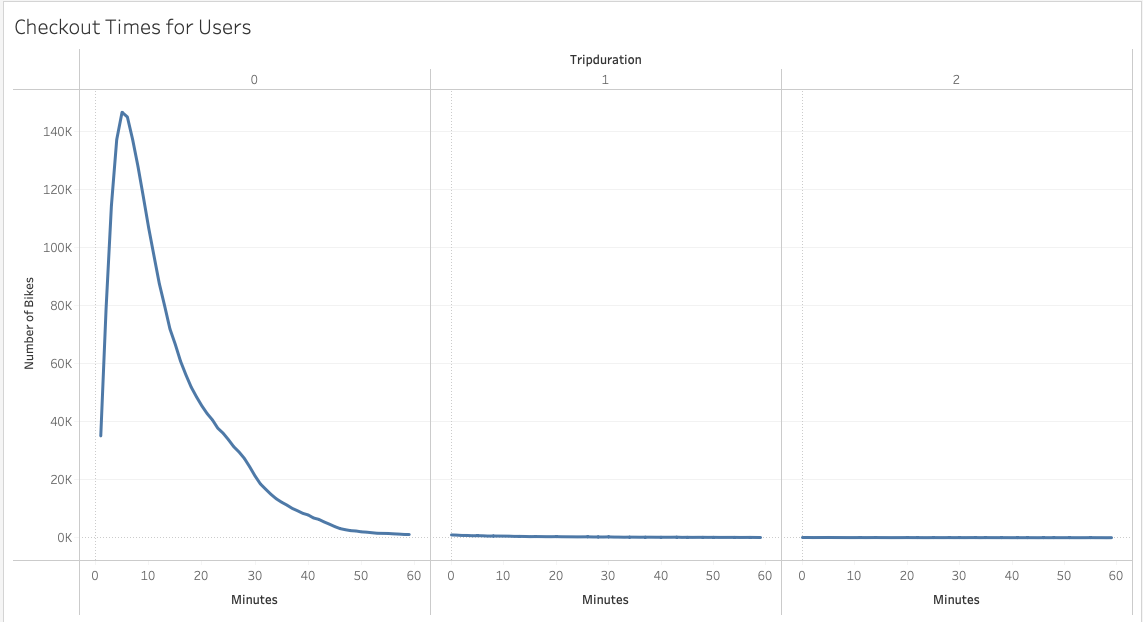 Checkout Times for Users
Tripduration
0 1 2
Number of Bikes
140K
120K
100K
80K
60K
40K
20K
0K
0 10 20 30 40 50 60 0 10 20 30 40 50 60 0 10 20 30 40 50 60
Minutes Minutes Minutes